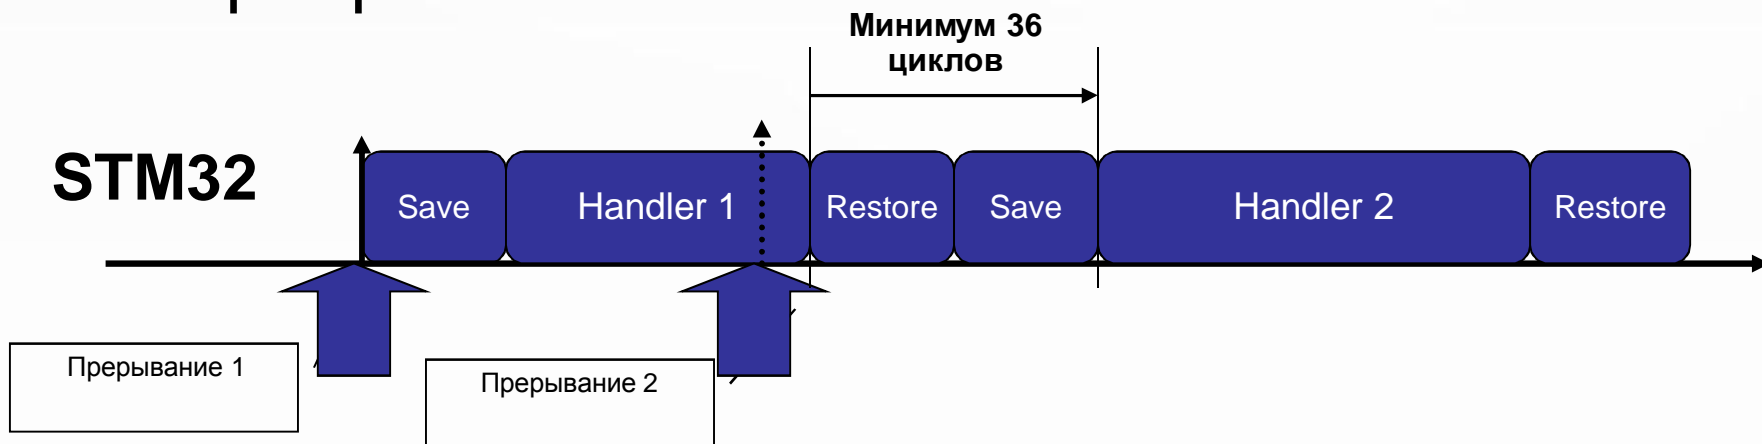 Минимум 36
циклов
STM32
Save
Handler 1
Restore
Save
Handler 2
Restore
Прерывание 1
Прерывание 2